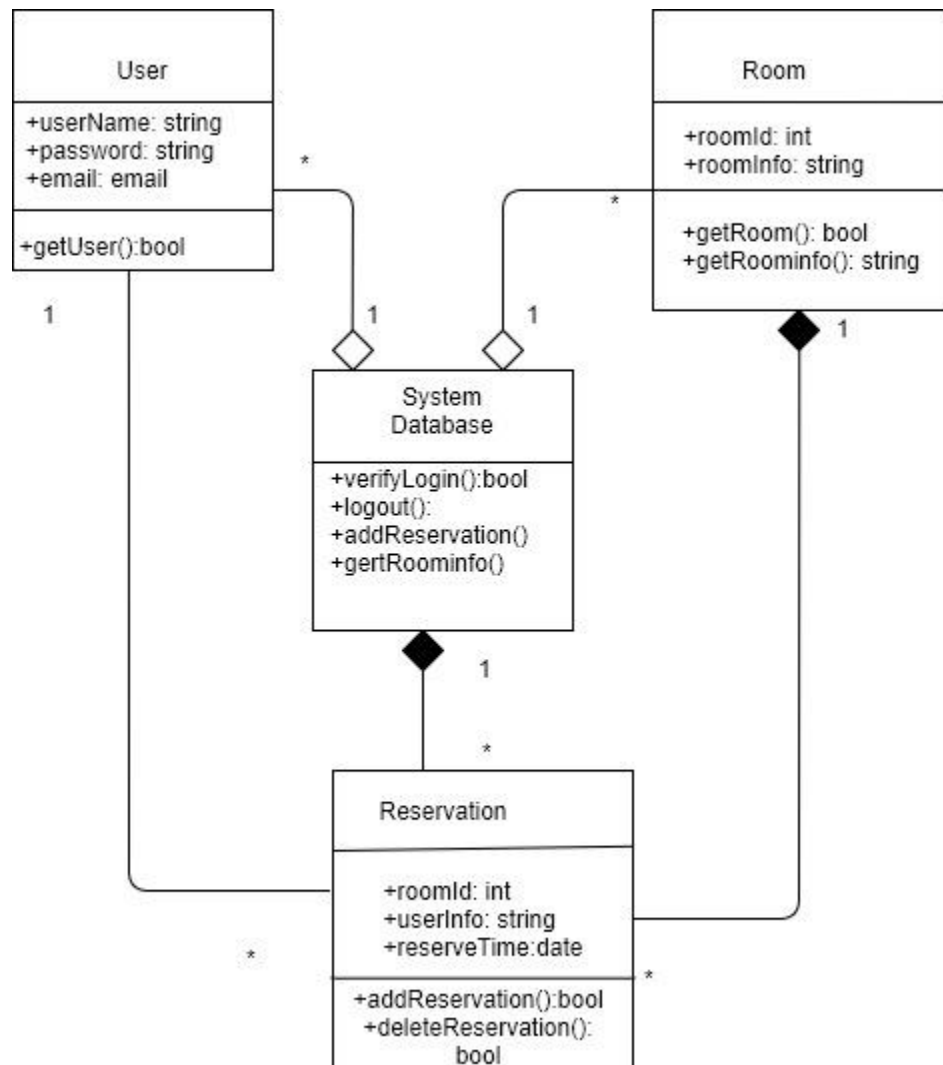 User
+userName: string
+password: string
+email: email
+getUser():bool
Room
+roomId: int
+roomInfo: string
+getRoom(): bool
+getRoominfo(): string
*
*
1
1
1
1
System
Database
+verifyLogin():bool
+logout():
+addReservation()
+gertRoominfo()
1
*
Reservation
+roomId: int
+userInfo: string
+reserveTime:date
*
*
+addReservation():bool
+deleteReservation():
bool